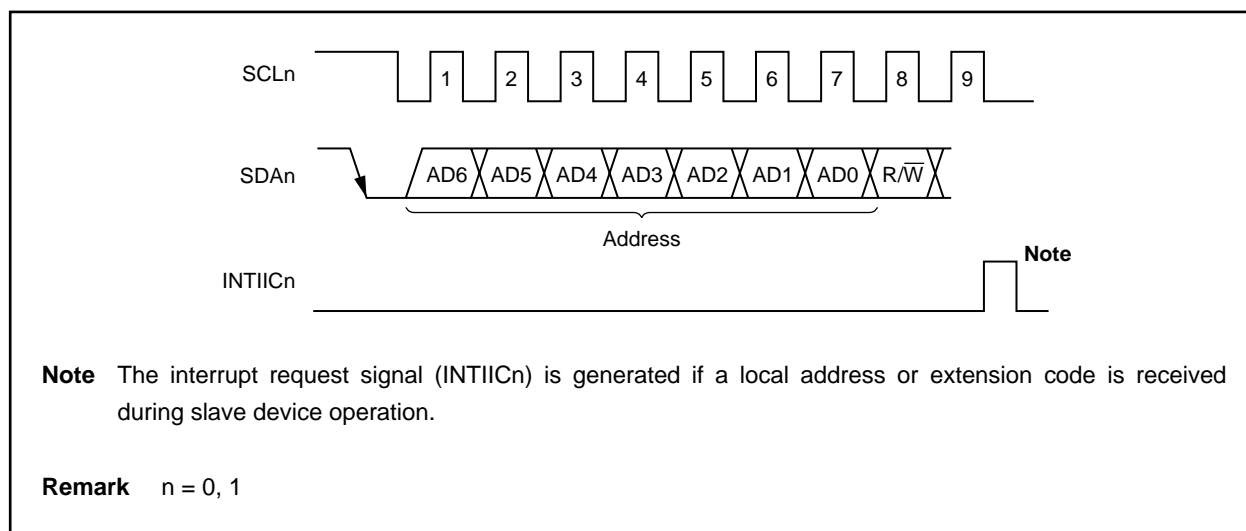 SCLn 1 2 3 4 5 6 7 8 9
SDAn AD6 AD5 AD4 AD3 AD2 AD1 AD0 R/W̅
Address
Note
INTIICn
Note The interrupt request signal (INTIICn) is generated if a local address or extension code is received
during slave device operation.
Remark n = 0, 1